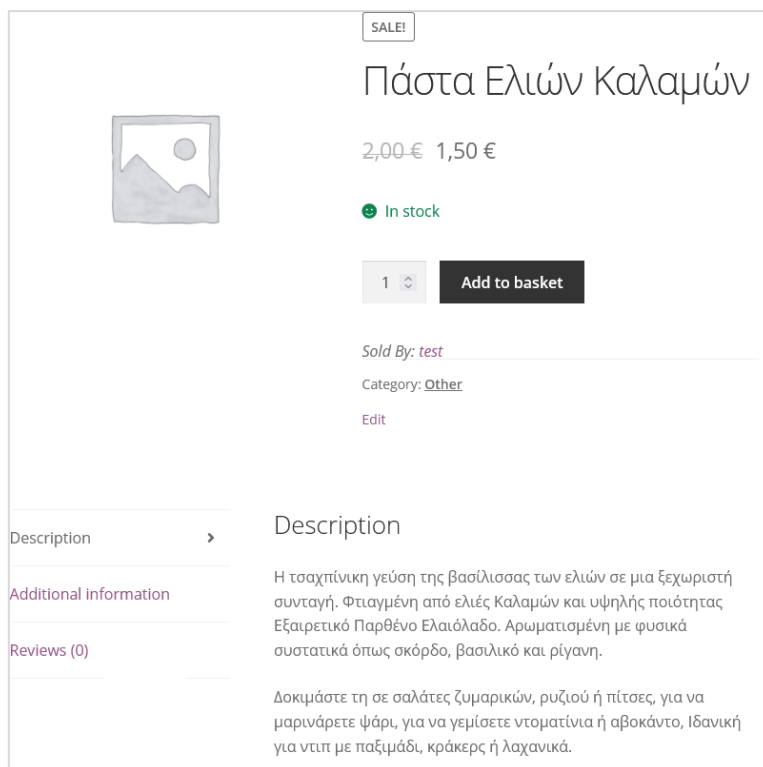 SALE!
Πάστα Ελιών Καλαμών
2,00 € 1,50 €
In stock
1 Add to basket
Sold By: test
Category: Other
Edit
Description
Additional information
Reviews (0)
Description
Η τσαχπίνικη γεύση της βασίλισσας των ελιών σε μια ξεχωριστή
συνταγή. Φτιαγμένη από ελιές Καλαμών και υψηλής ποιότητας
Εξαιρετικό Παρθένο Ελαιόλαδο. Αρωματισμένη με φυσικά
συστατικά όπως σκόρδο, βασιλικό και ρίγανη.
Δοκιμάστε τη σε σαλάτες ζυμαρικών, ρυζιού ή πίτσες, για να
μαρινάρετε ψάρι, για να γεμίσετε ντοματίνια ή αβοκάντο, Ιδανική
για ντιπ με παξιμάδι, κράκερς ή λαχανικά.